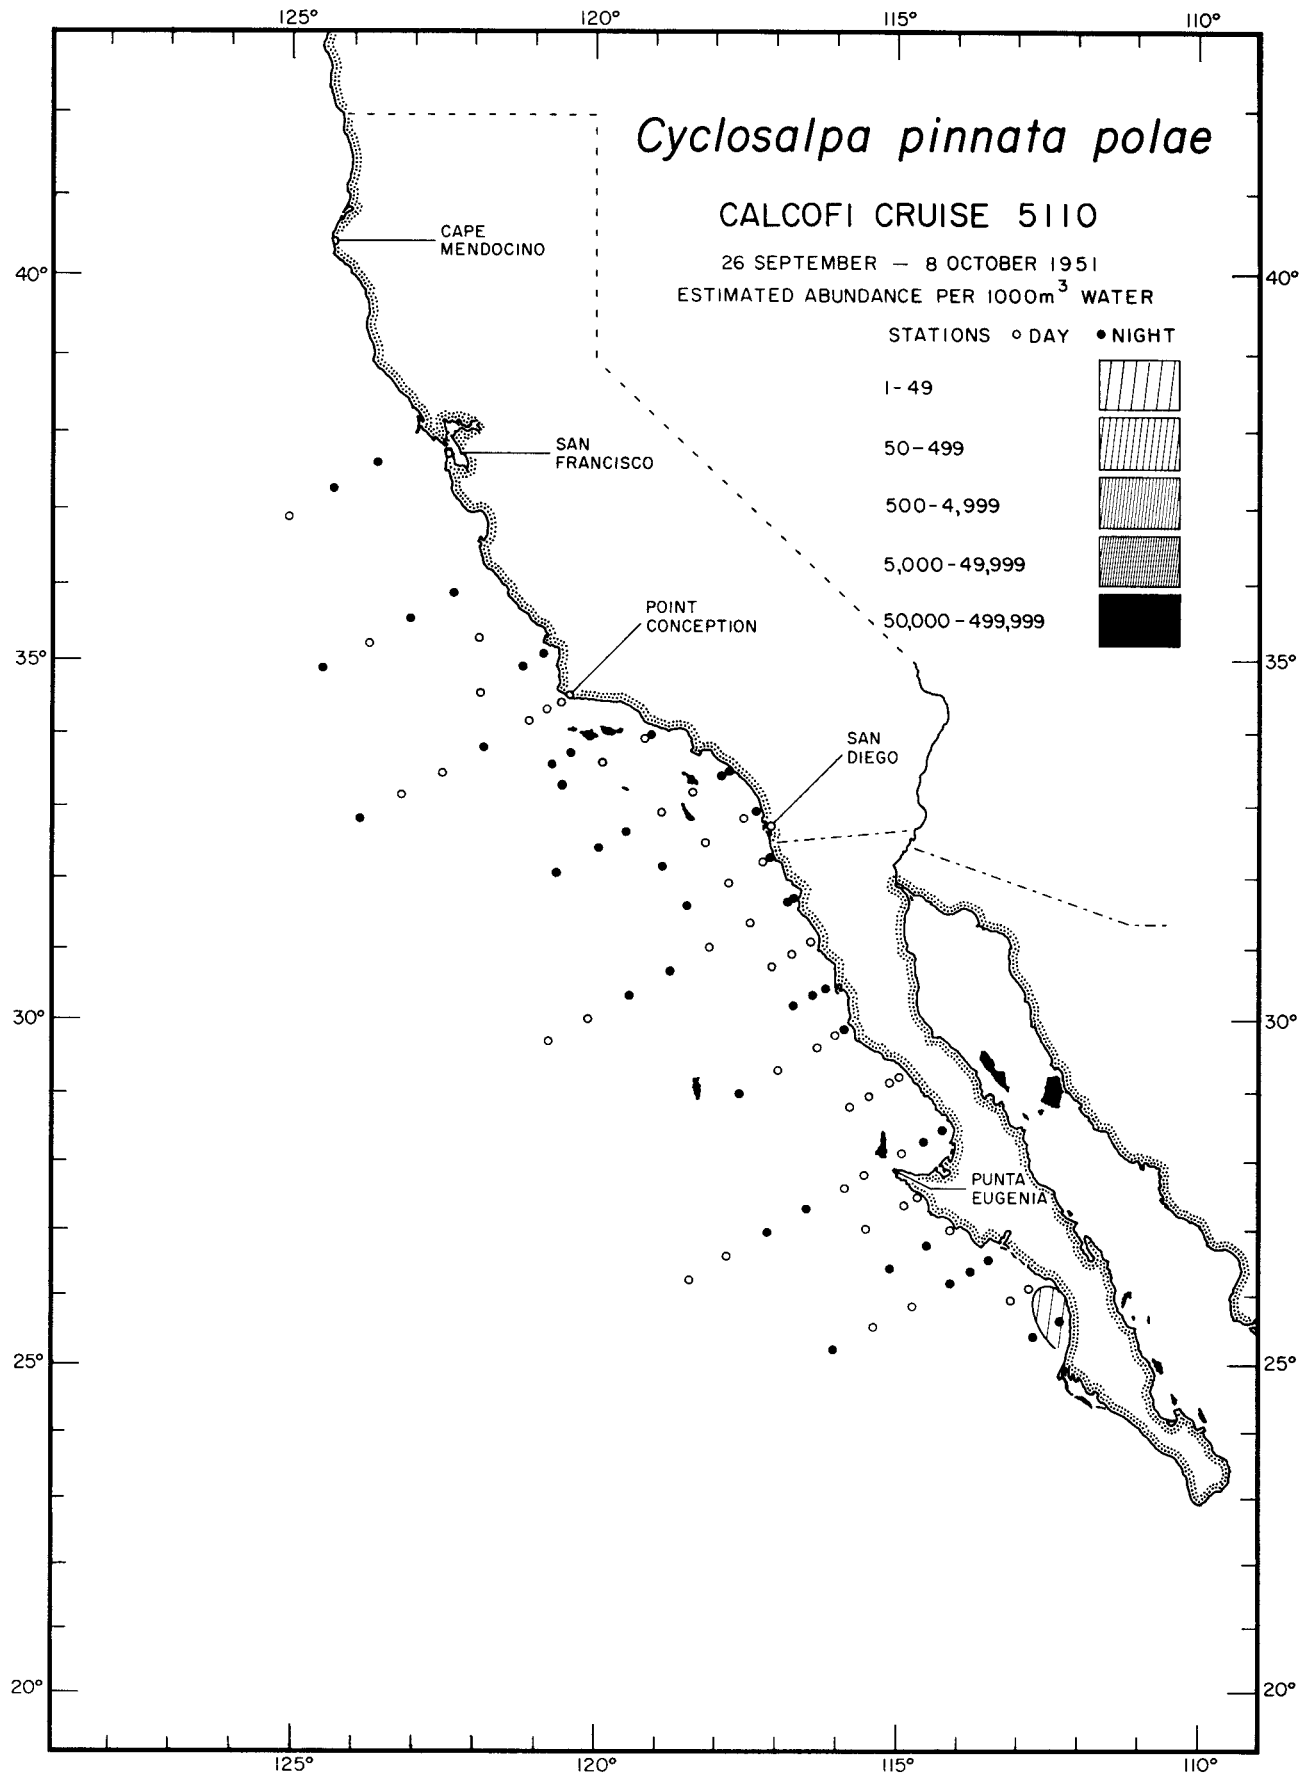 125° 120° 115° 110°
Cyclosalpa pinnata polae
CALCOFI CRUISE 5110
26 SEPTEMBER — 8 OCTOBER 1951
ESTIMATED ABUNDANCE PER 1000m³ WATER
STATIONS ○ DAY ● NIGHT
1-49
50-499
500-4,999
5,000-49,999
50,000-499,999
CAPE
MENDOCINO
40° 40°
SAN
FRANCISCO
POINT
CONCEPTION
35° 35°
SAN
DIEGO
30° 30°
PUNTA
EUGENIA
25° 25°
20° 20°
125° 120° 115° 110°